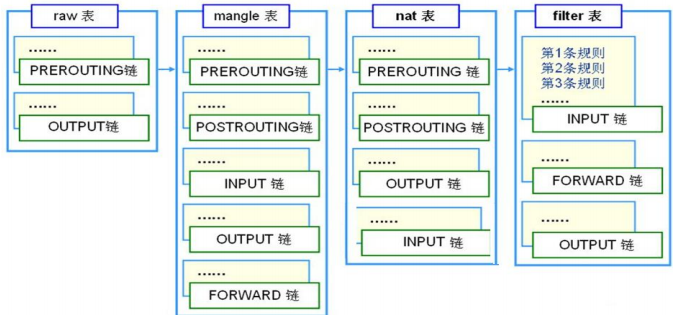 raw 表
……
PREROUTING链
……
OUTPUT链
mangle 表
……
PREROUTING链
……
POSTROUTING链
……
INPUT 链
……
OUTPUT 链
……
FORWARD 链
nat 表
……
PREROUTING 链
……
POSTROUTING 链
……
OUTPUT 链
……
INPUT 链
filter 表
第1条规则
第2条规则
第3条规则
……
INPUT 链
……
FORWARD 链
……
OUTPUT 链